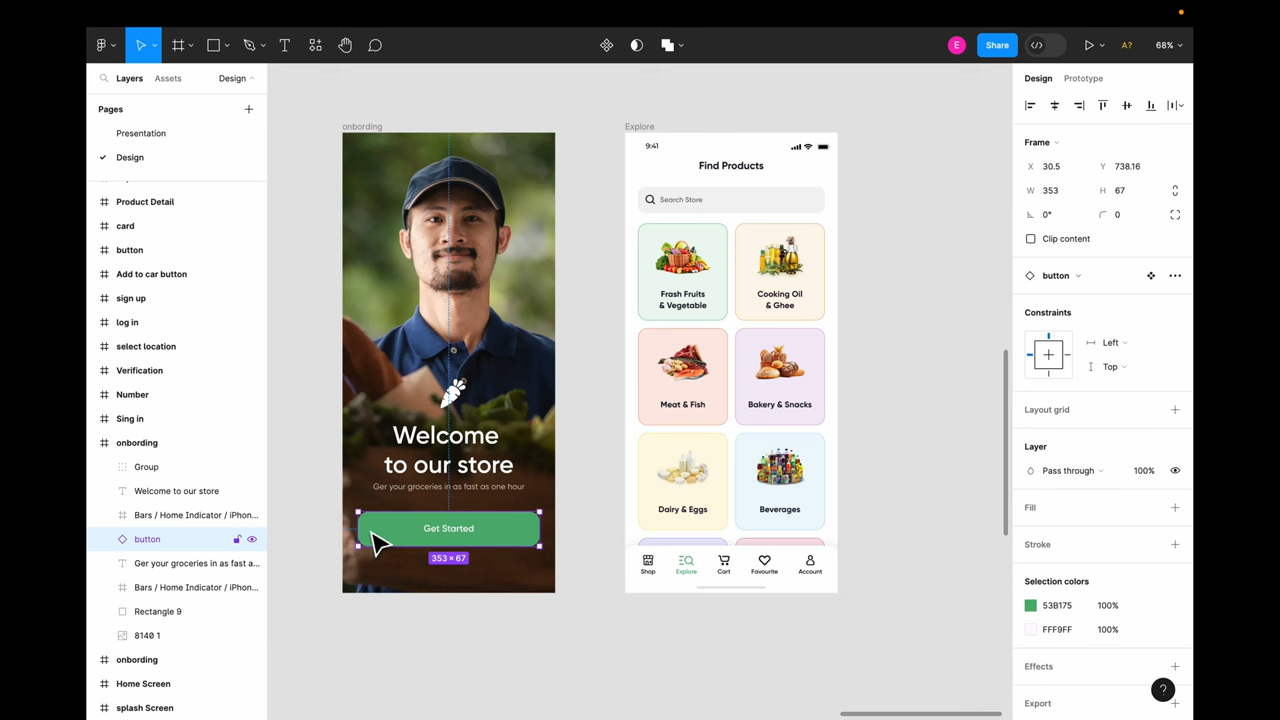 E
Share
A?
68%
Layers
Assets
Design
Pages
Presentation
Design
Product Detail
card
button
Add to car button
sign up
log in
select location
Verification
Number
Sing in
onbording
Group
Welcome to our store
Bars / Home Indicator / iPhon...
button
Ger your groceries in as fast a...
Bars / Home Indicator / iPhon...
Rectangle 9
8140 1
onbording
Home Screen
splash Screen
onbording
Welcome
to our store
Ger your groceries in as fast as one hour
Get Started
353 × 67
Explore
9:41
Find Products
Search Store
Frash Fruits
& Vegetable
Cooking Oil
& Ghee
Meat & Fish
Bakery & Snacks
Dairy & Eggs
Beverages
Shop
Explore
Cart
Favourite
Account
Design
Prototype
Frame
X 30.5
Y 738.16
W 353
H 67
0°
0
Clip content
button
Constraints
Left
Top
Layout grid
Layer
Pass through
100%
Fill
Stroke
Selection colors
53B175 100%
FFF9FF 100%
Effects
Export
?